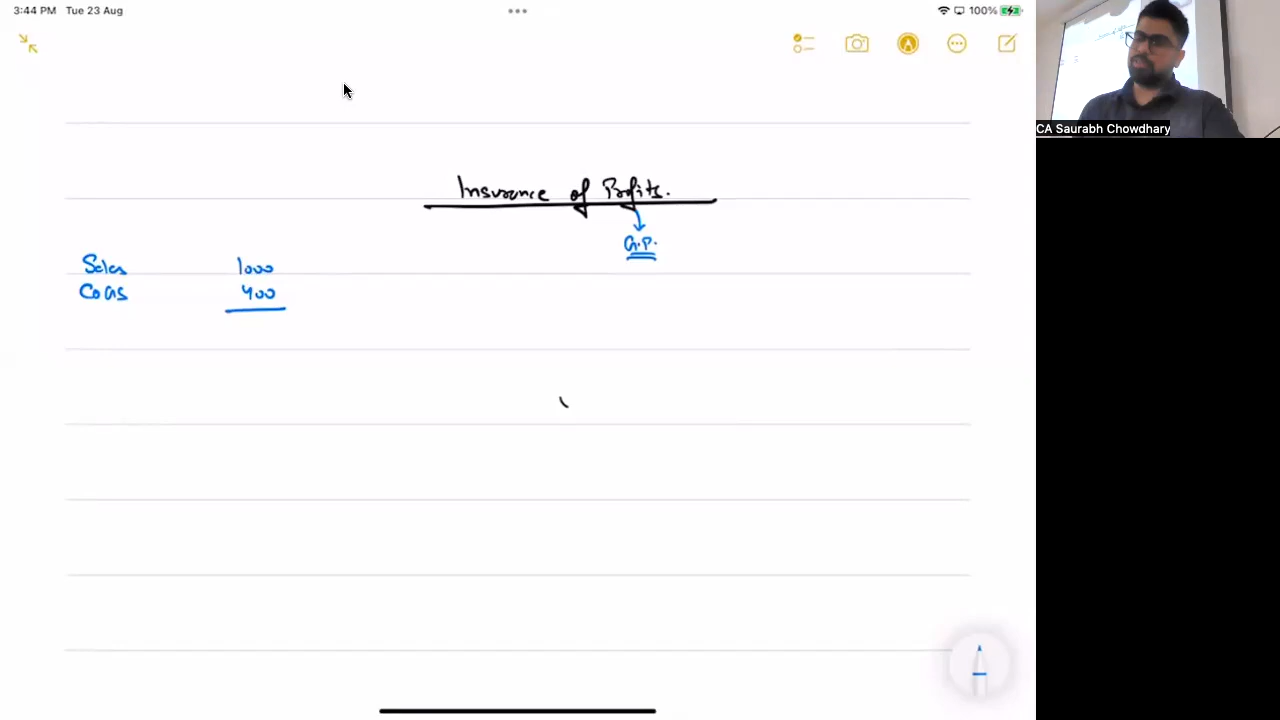 3:44 PM Tue 23 Aug
100%
CA Saurabh Chowdhary
Insurance of Profits.
G.P.
Sales 1000
COGS 400